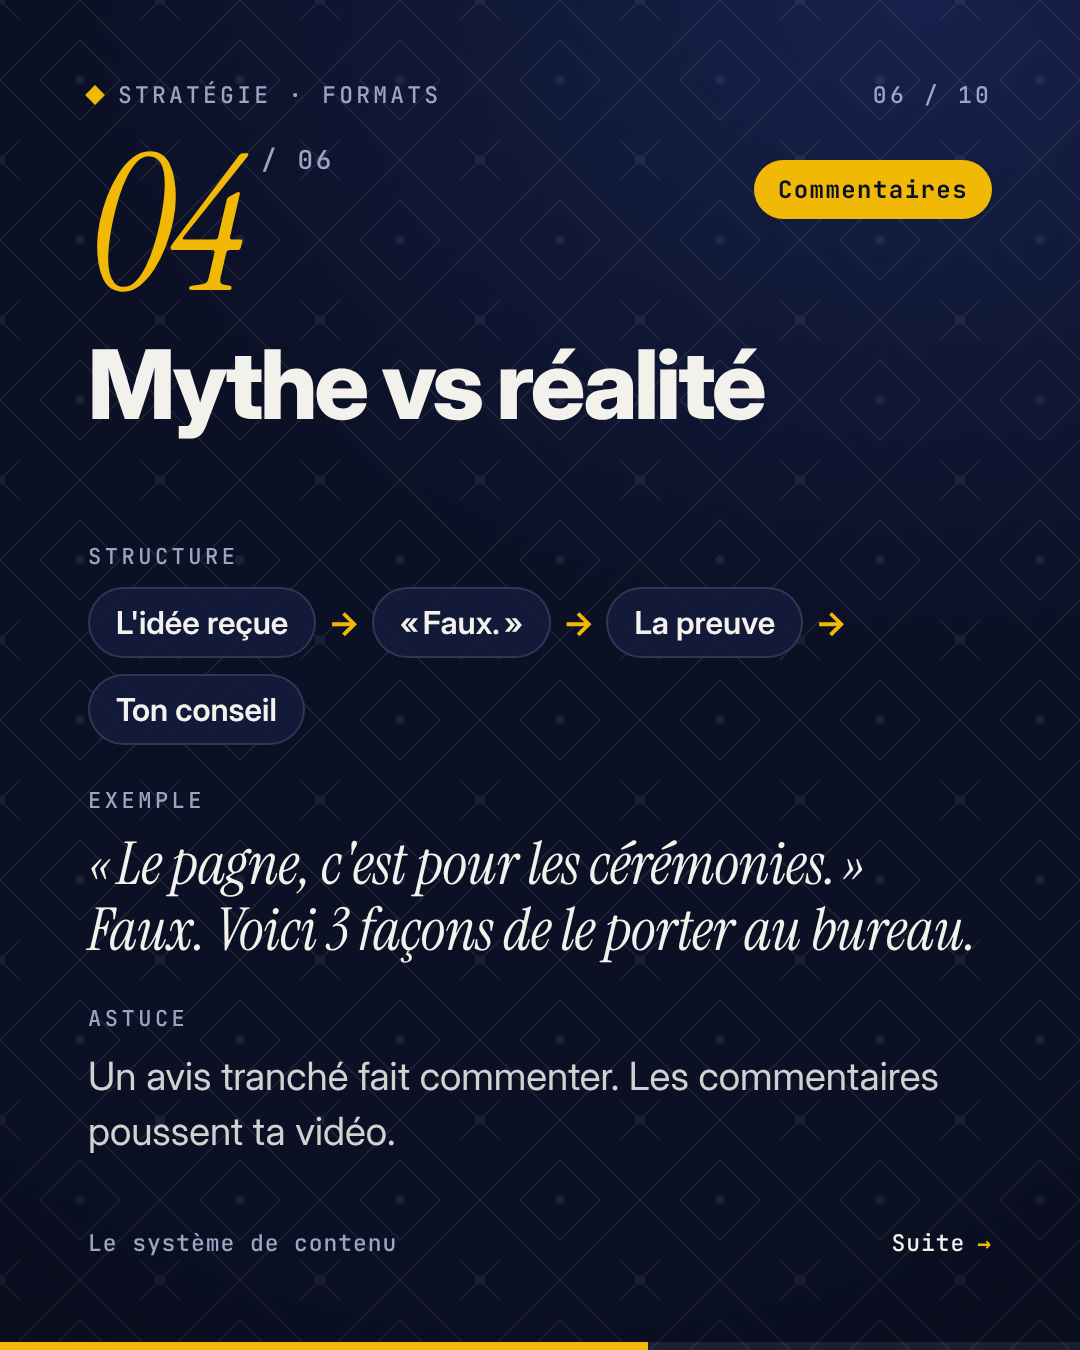 STRATÉGIE · FORMATS
06 / 10
04 / 06
Commentaires
Mythe vs réalité
STRUCTURE
L'idée reçue → « Faux. » → La preuve →
Ton conseil
EXEMPLE
« Le pagne, c'est pour les cérémonies. »
Faux. Voici 3 façons de le porter au bureau.
ASTUCE
Un avis tranché fait commenter. Les commentaires
poussent ta vidéo.
Le système de contenu
Suite →